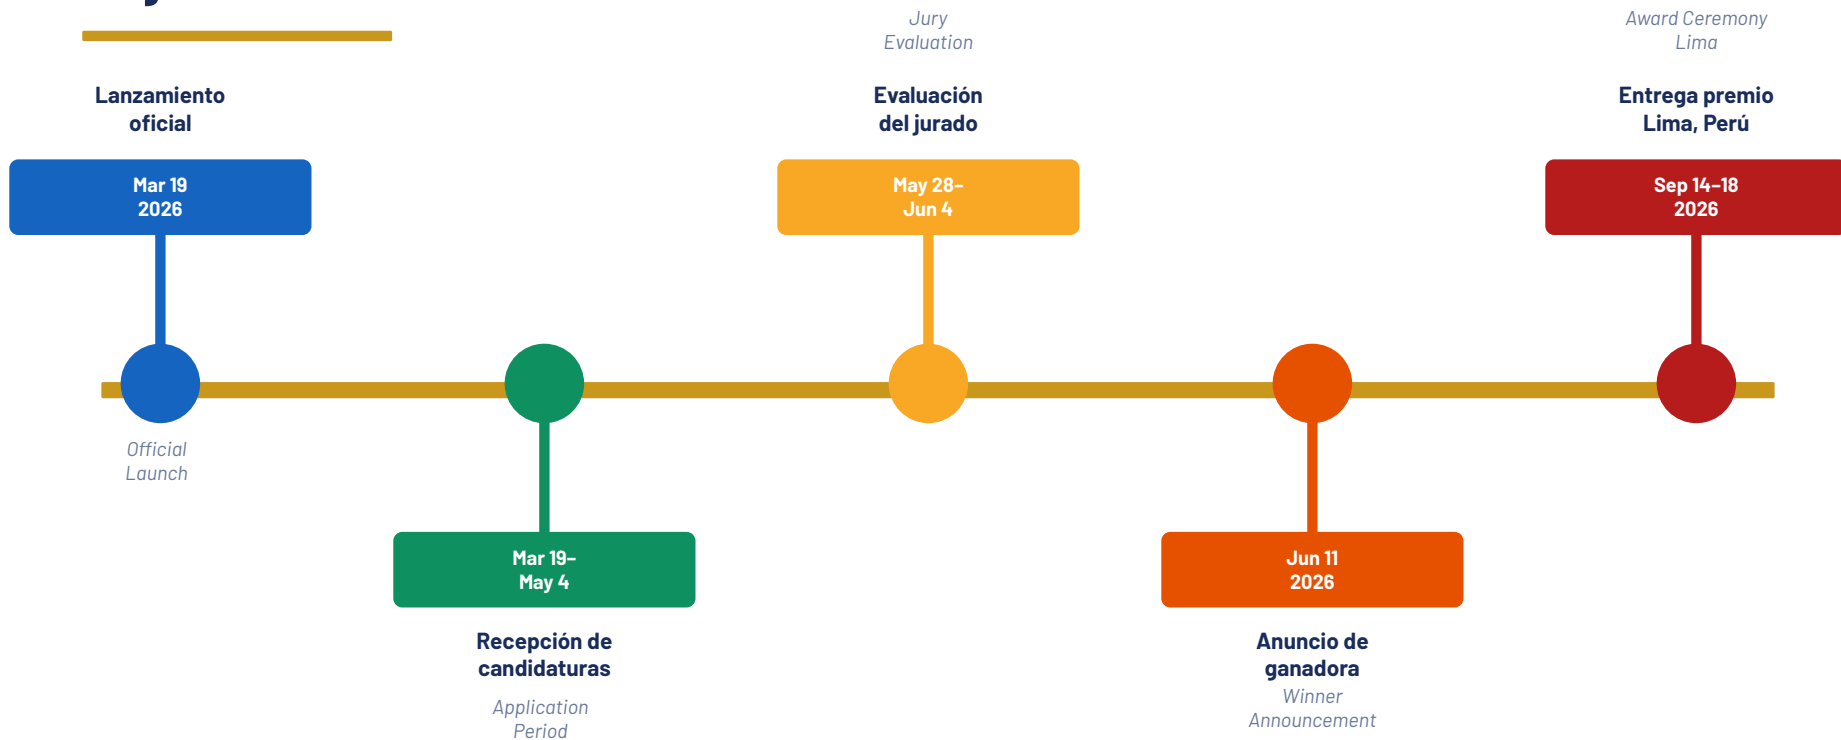 Lanzamiento
oficial
Mar 19
2026
Official
Launch
Mar 19–
May 4
Recepción de
candidaturas
Application
Period
Jury
Evaluation
Evaluación
del jurado
May 28–
Jun 4
Jun 11
2026
Anuncio de
ganadora
Winner
Announcement
Award Ceremony
Lima
Entrega premio
Lima, Perú
Sep 14–18
2026